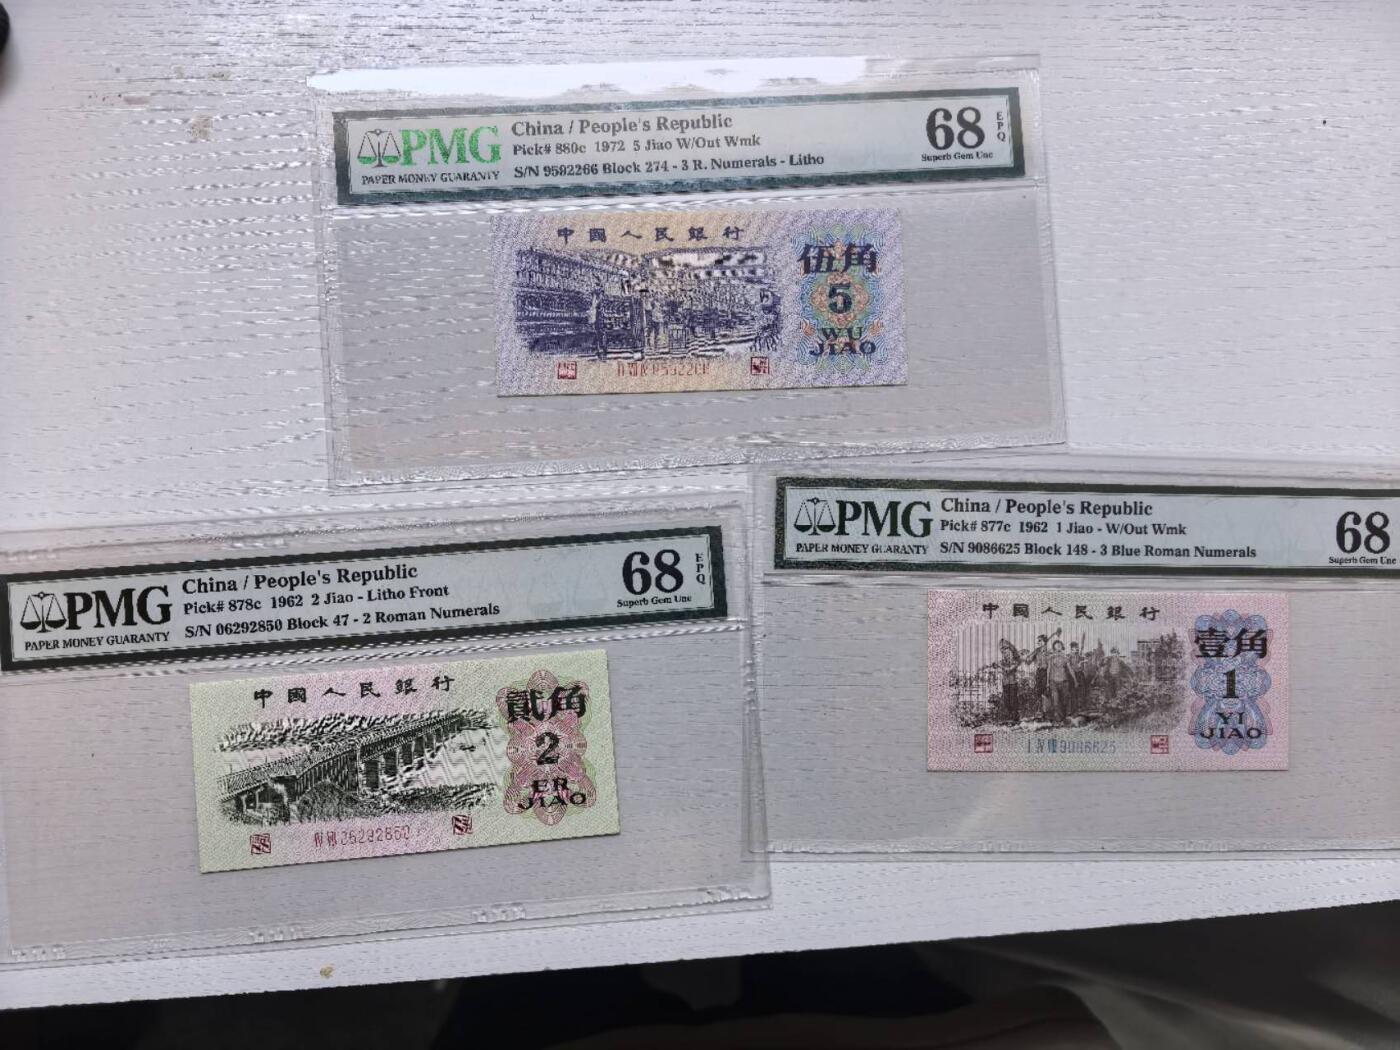 PMG
PAPER MONEY GUARANTY
China / People's Republic
Pick# 880c 1972 5 Jiao W/Out Wmk
S/N 9592266 Block 274 - 3 R. Numerals - Litho
68
EPQ
Superb Gem Unc
中國人民銀行
伍角
5
WU
JIAO
PMG
PAPER MONEY GUARANTY
China / People's Republic
Pick# 878c 1962 2 Jiao - Litho Front
S/N 06292850 Block 47 - 2 Roman Numerals
68
EPQ
Superb Gem Unc
中國人民銀行
貳角
2
ER
JIAO
PMG
PAPER MONEY GUARANTY
China / People's Republic
Pick# 877c 1962 1 Jiao - W/Out Wmk
S/N 9086625 Block 148 - 3 Blue Roman Numerals
68
Superb Gem Unc
中國人民銀行
壹角
1
YI
JIAO
I IV VIII 9086625